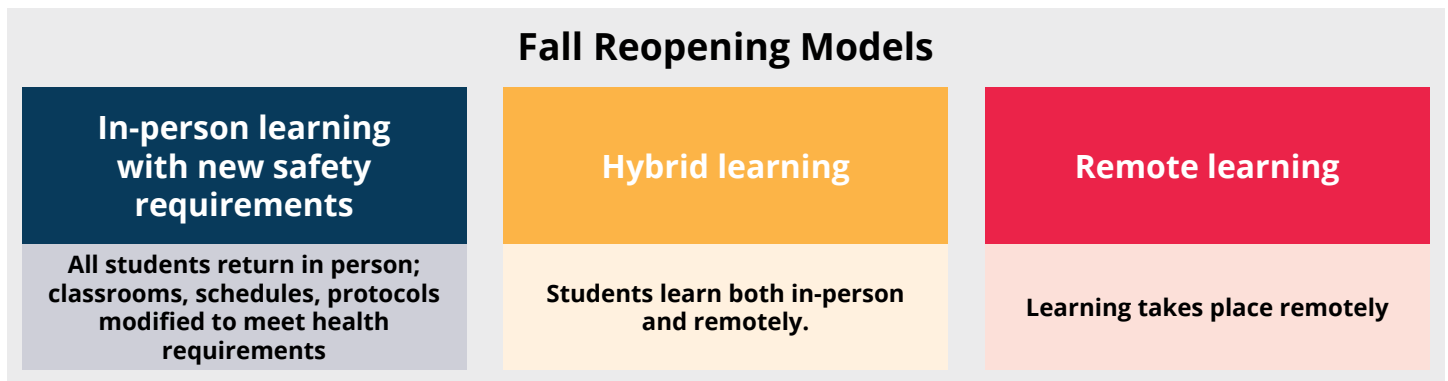 Fall Reopening Models
In-person learning
with new safety
requirements
All students return in person;
classrooms, schedules, protocols
modified to meet health
requirements
Hybrid learning
Students learn both in-person
and remotely.
Remote learning
Learning takes place remotely